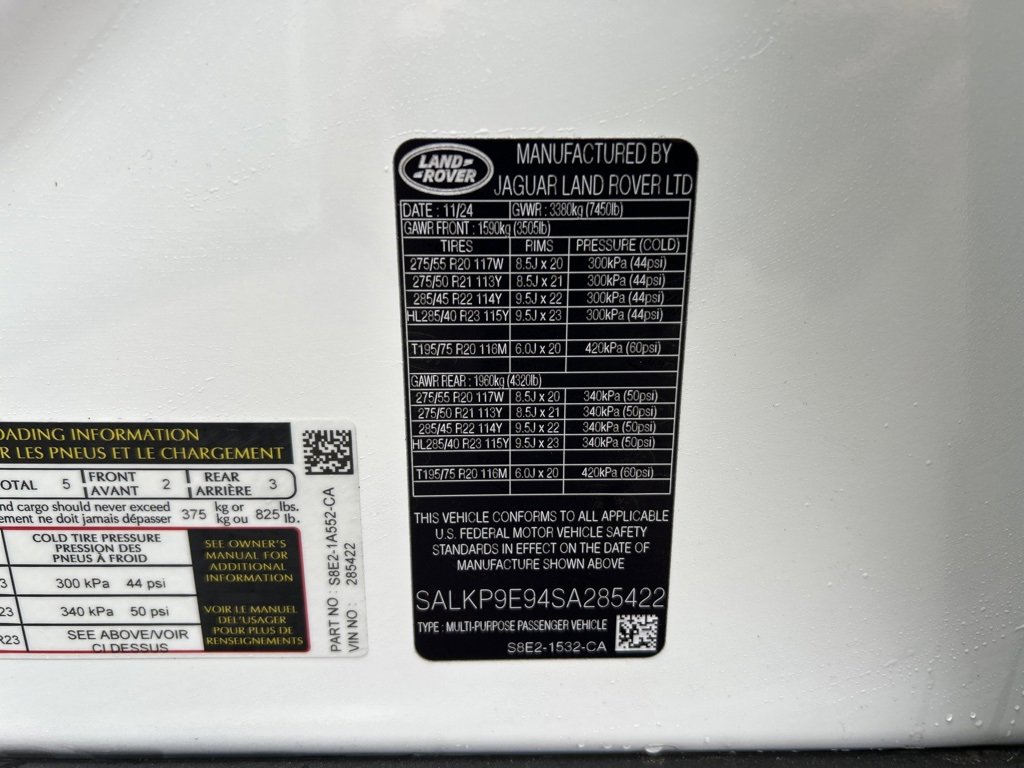 LAND-
-ROVER
MANUFACTURED BY
JAGUAR LAND ROVER LTD
DATE : 11/24 GVWR : 3380kg (7450lb)
GAWR FRONT : 1590kg (3505lb)
TIRES RIMS PRESSURE (COLD)
275/55 R20 117W 8.5J x 20 300kPa (44psi)
275/50 R21 113Y 8.5J x 21 300kPa (44psi)
285/45 R22 114Y 9.5J x 22 300kPa (44psi)
HL285/40 R23 115Y 9.5J x 23 300kPa (44psi)
T195/75 R20 116M 6.0J x 20 420kPa (60psi)
GAWR REAR : 1960kg (4320lb)
275/55 R20 117W 8.5J x 20 340kPa (50psi)
275/50 R21 113Y 8.5J x 21 340kPa (50psi)
285/45 R22 114Y 9.5J x 22 340kPa (50psi)
HL285/40 R23 115Y 9.5J x 23 340kPa (50psi)
T195/75 R20 116M 6.0J x 20 420kPa (60psi)
THIS VEHICLE CONFORMS TO ALL APPLICABLE
U.S. FEDERAL MOTOR VEHICLE SAFETY
STANDARDS IN EFFECT ON THE DATE OF
MANUFACTURE SHOWN ABOVE
SALKP9E94SA285422
TYPE : MULTI-PURPOSE PASSENGER VEHICLE
S8E2-1532-CA
OADING INFORMATION
R LES PNEUS ET LE CHARGEMENT
OTAL 5 FRONT 2 REAR 3
AVANT ARRIÈRE
nd cargo should never exceed 375 kg or 825 lbs.
ement ne doit jamais dépasser kg ou lb.
COLD TIRE PRESSURE
PRESSION DES
PNEUS À FROID
3 300 kPa 44 psi
23 340 kPa 50 psi
R23 SEE ABOVE/VOIR
CI DESSUS
SEE OWNER'S
MANUAL FOR
ADDITIONAL
INFORMATION
VOIR LE MANUEL
DE L'USAGER
POUR PLUS DE
RENSEIGNEMENTS
PART NO : S8E2-1A552-CA
VIN NO : 285422